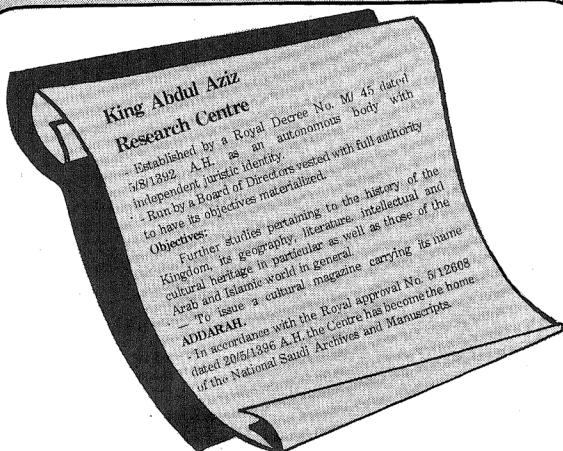 King Abdul Aziz
Research Centre
- Established by a Royal Decree No. M/ 45 dated
5/8/1392 A.H. as an autonomous body with
independent juristic identity.
- Run by a Board of Directors vested with full authority
to have its objectives materialized.
Objectives:
Further studies pertaining to the history of the
Kingdom, its geography, literature, intellectual and
cultural heritage in particular as well as those of the
Arab and Islamic world in general.
— To issue a cultural magazine carrying its name
ADDARAH.
- In accordance with the Royal approval No. 5/12608
dated 20/5/1396 A.H. the Centre has become the home
of the National Saudi Archives and Manuscripts.